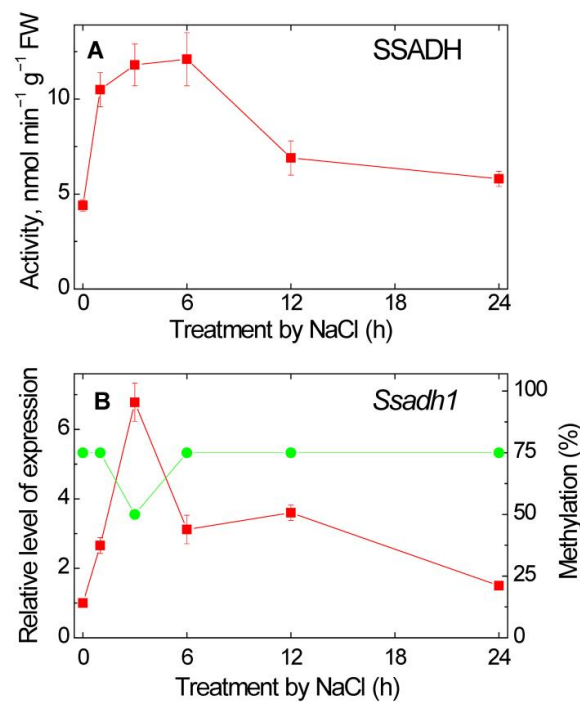 A SSADH
Activity, nmol min⁻¹ g⁻¹ FW
10
5
0
0 6 12 18 24
Treatment by NaCl (h)
B Ssadh1
Relative level of expression
6
4
2
0
100
75
50
25
0
Methylation (%)
0 6 12 18 24
Treatment by NaCl (h)